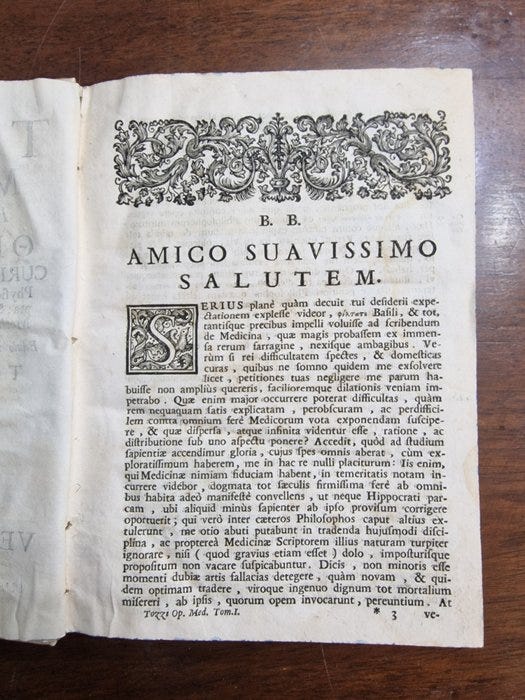 B. B.
AMICO SUAVISSIMO
SALUTEM.
SERIUS planè quàm decuit tui desiderii expe-
ctationem explesse videor, φίλτατε Basili, & tot,
tantisque precibus impelli voluisse ad scribendum
de Medicina, quæ magis probassem ex immen-
sa rerum farragine, nexisque ambagibus. Ve-
rùm si rei difficultatem spectes, & domesticas
curas, quibus ne somno quidem me exsolvere
licet, petitiones tuas negligere me parum ha-
buisse non ampliùs quereris, facilioremque dilationis veniam im-
petrabo. Quæ enim major occurrere poterat difficultas, quàm
rem nequaquam satis explicatam, perobscuram, ac perdiffici-
lem contra omnium ferè Medicorum vota exponendam suscipe-
re, & quæ dispersa, atque infinita videntur esse, ratione, ac
distributione sub uno aspectu ponere? Accedit, quòd ad studium
sapientiæ accendimur gloria, cujus spes omnis aberat, cùm ex-
ploratissimum haberem, me in hac re nulli placiturum: Iis enim,
qui Medicinæ nimiam fiduciam habent, in temeritatis notam in-
currere videbor, dogmata tot sæculis firmissima ferè ab omni-
bus habita adeò manifestè convellens, ut neque Hippocrati par-
cam, ubi aliquid minùs sapienter ab ipso provisum corrigere
oportuerit; qui verò inter cæteros Philosophos caput altiùs ex-
tulerunt, me otio abuti putabunt in tradenda hujusmodi disci-
plina, ac proptereà Medicinæ Scriptorem illius naturam turpiter
ignorare, nisi (quod gravius etiam esset) dolo, imposturisque
propositum non vacare suspicabuntur. Dicis, non minotis esse
momenti dubiæ artis fallacias detegere, quàm novam, & qui-
dem optimam tradere, viroque ingenuo dignum tot mortalium
misereri, ab ipsis, quorum opem invocarunt, pereuntium. At
Tozzi Op. Med. Tom.I. * 3 ve-